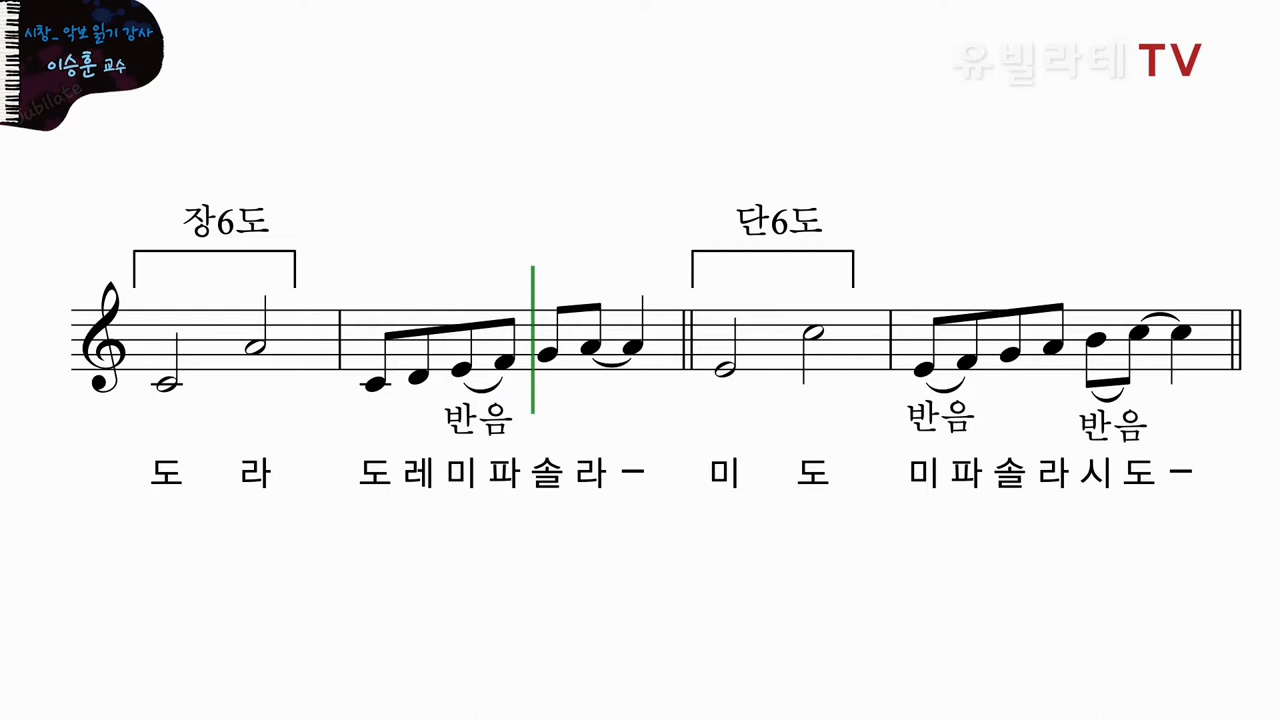 시창_악보 읽기 강사
이승훈 교수
Jubilate
유빌라테 TV
장6도
단6도
반음
반음
반음
도 라 도 레 미 파 솔 라 – 미 도 미 파 솔 라 시 도 –